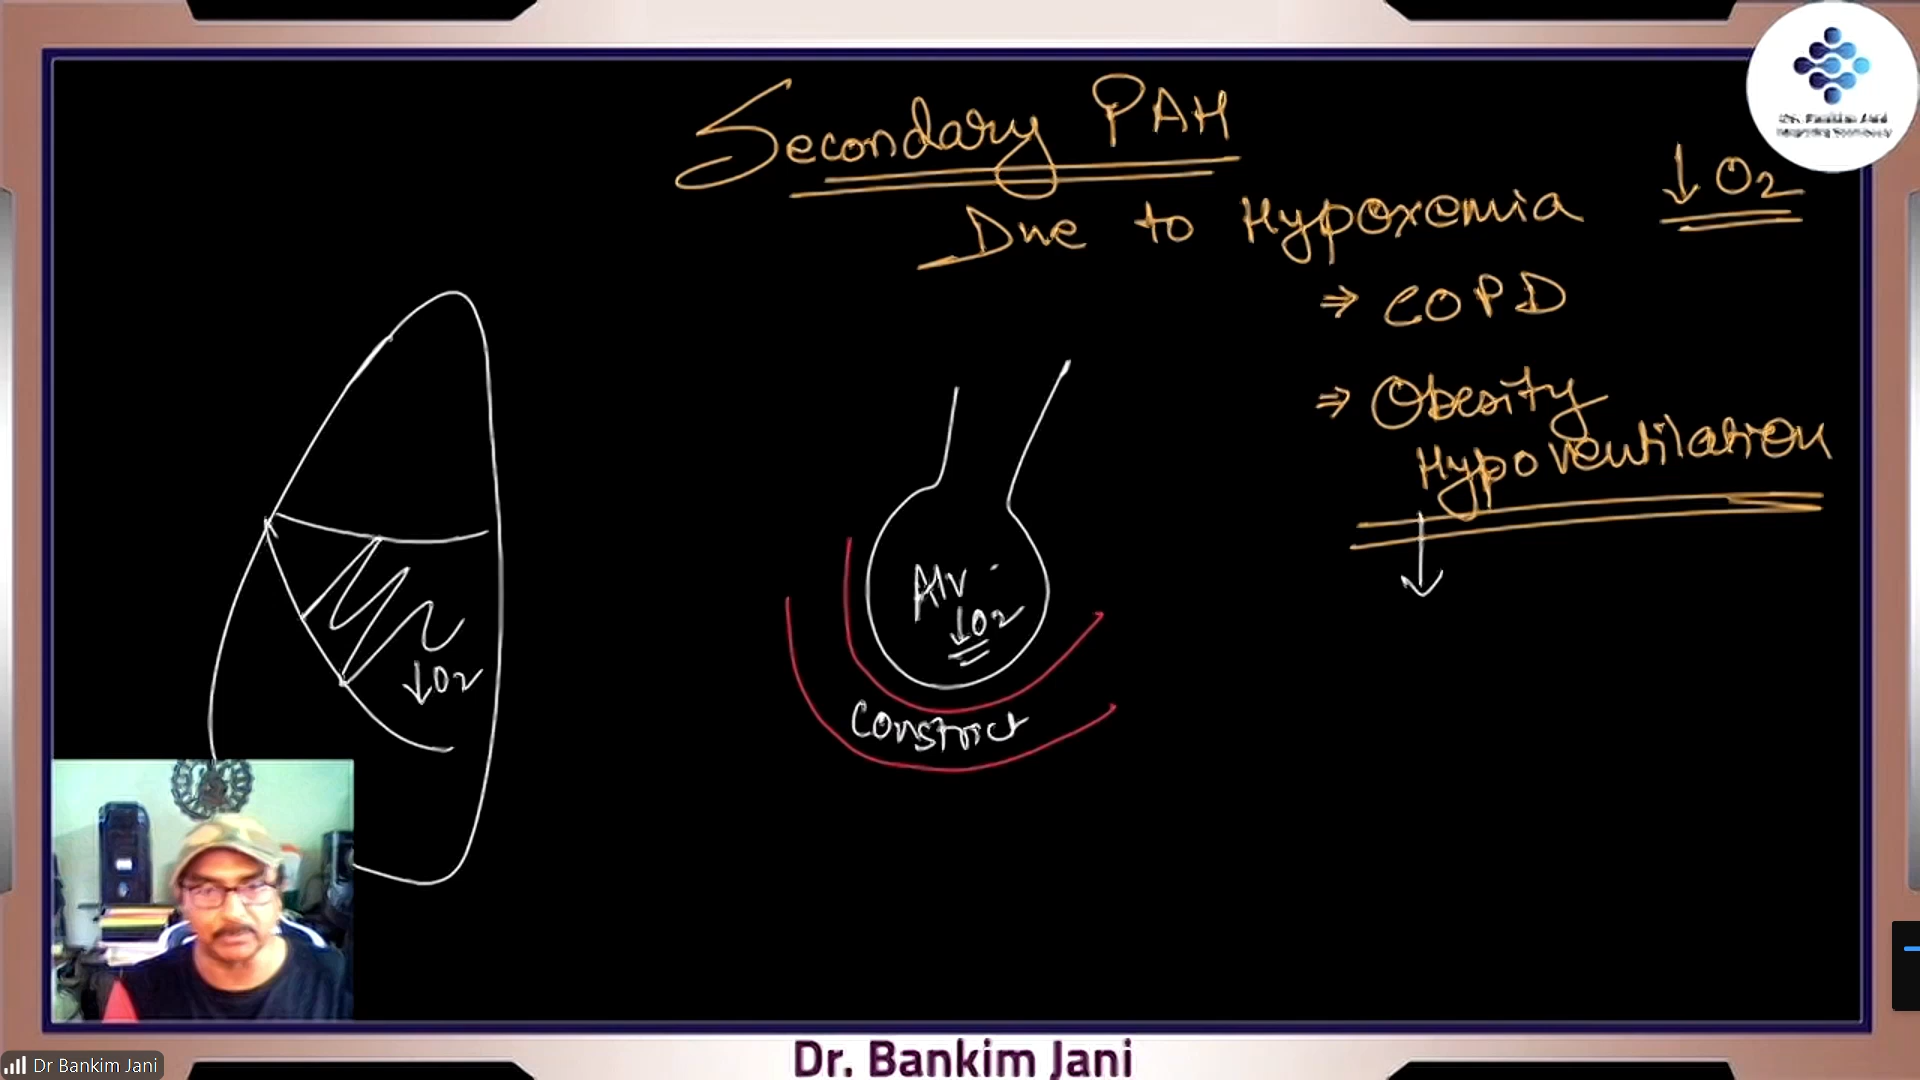 Secondary PAH
Due to Hypoxemia ↓ O2
⇒ COPD
⇒ Obesity
Hypoventilation
Alv.
↓O2
Constrict
↓O2
Dr Bankim Jani
Dr. Bankim Jani